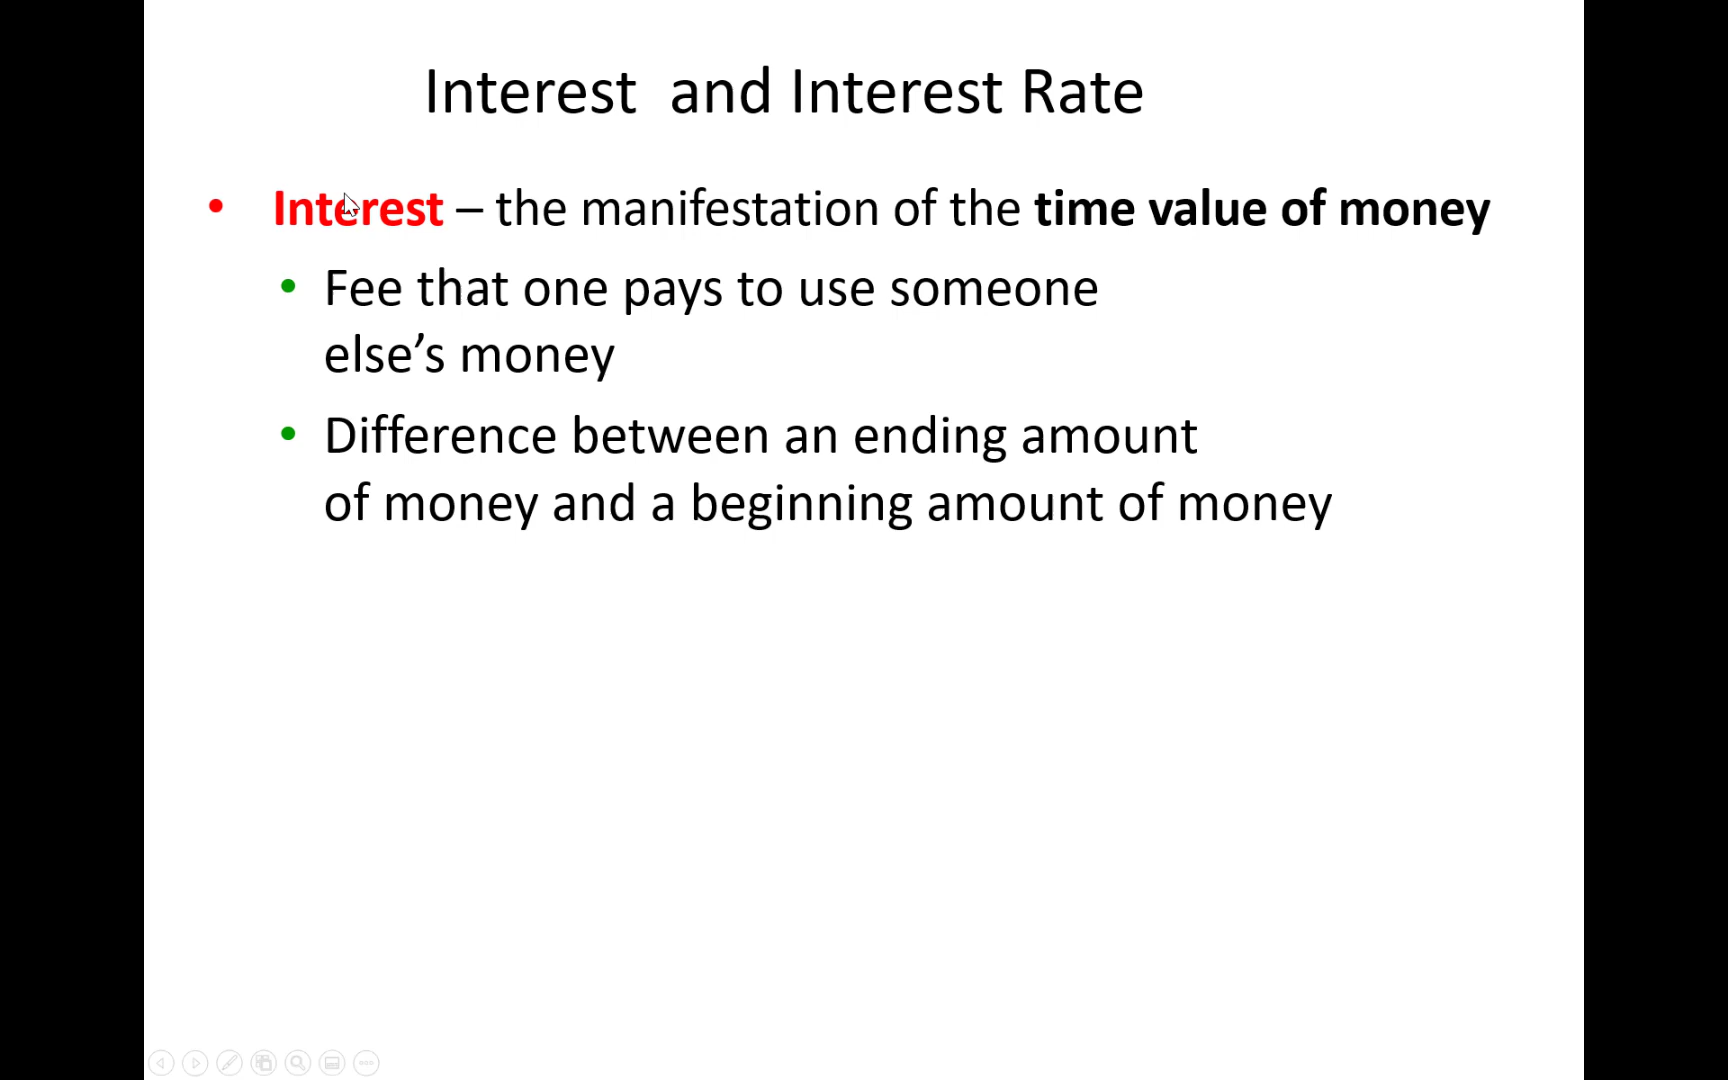 Interest  and Interest Rate
• Interest – the manifestation of the time value of money
• Fee that one pays to use someone
else’s money
• Difference between an ending amount
of money and a beginning amount of money